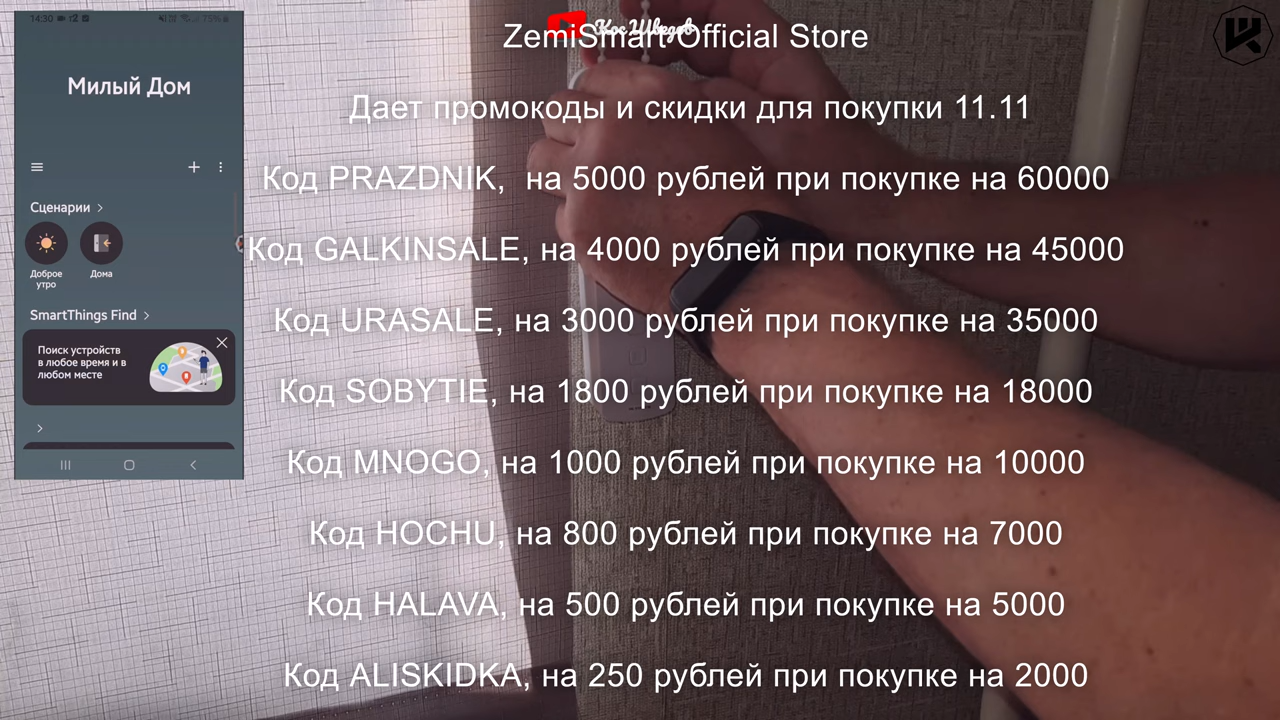 14:30
75%
Милый Дом
Сценарии >
Доброе утро
Дома
SmartThings Find >
Поиск устройств
в любое время и в
любом месте
Кос Шведов
ZemiSmart Official Store
Дает промокоды и скидки для покупки 11.11
Код PRAZDNIK, на 5000 рублей при покупке на 60000
Код GALKINSALE, на 4000 рублей при покупке на 45000
Код URASALE, на 3000 рублей при покупке на 35000
Код SOBYTIE, на 1800 рублей при покупке на 18000
Код MNOGO, на 1000 рублей при покупке на 10000
Код HOCHU, на 800 рублей при покупке на 7000
Код HALAVA, на 500 рублей при покупке на 5000
Код ALISKIDKA, на 250 рублей при покупке на 2000